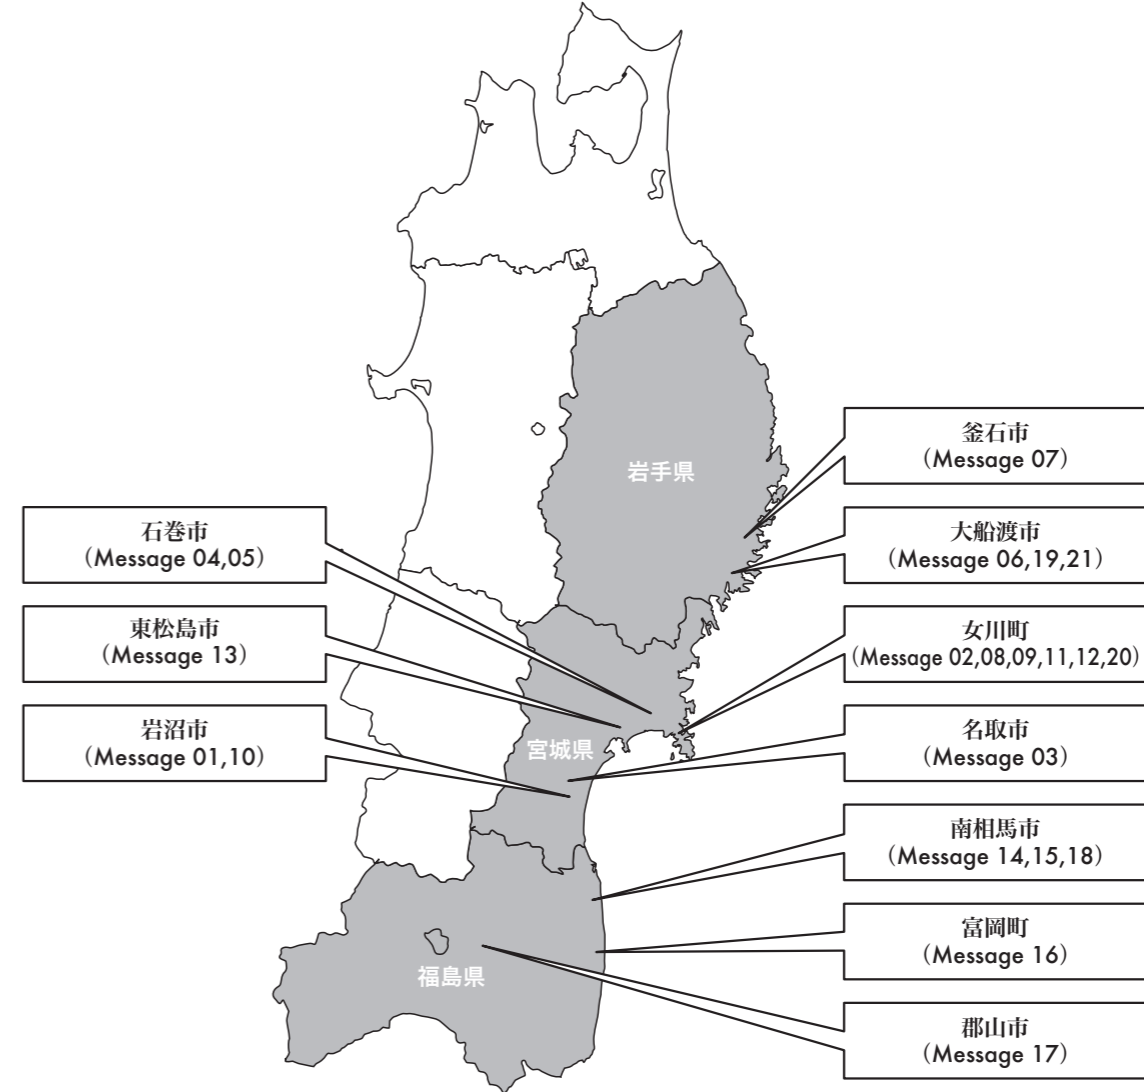 岩手県
宮城県
福島県
石巻市
（Message 04,05）
東松島市
（Message 13）
岩沼市
（Message 01,10）
釜石市
（Message 07）
大船渡市
（Message 06,19,21）
女川町
（Message 02,08,09,11,12,20）
名取市
（Message 03）
南相馬市
（Message 14,15,18）
富岡町
（Message 16）
郡山市
（Message 17）